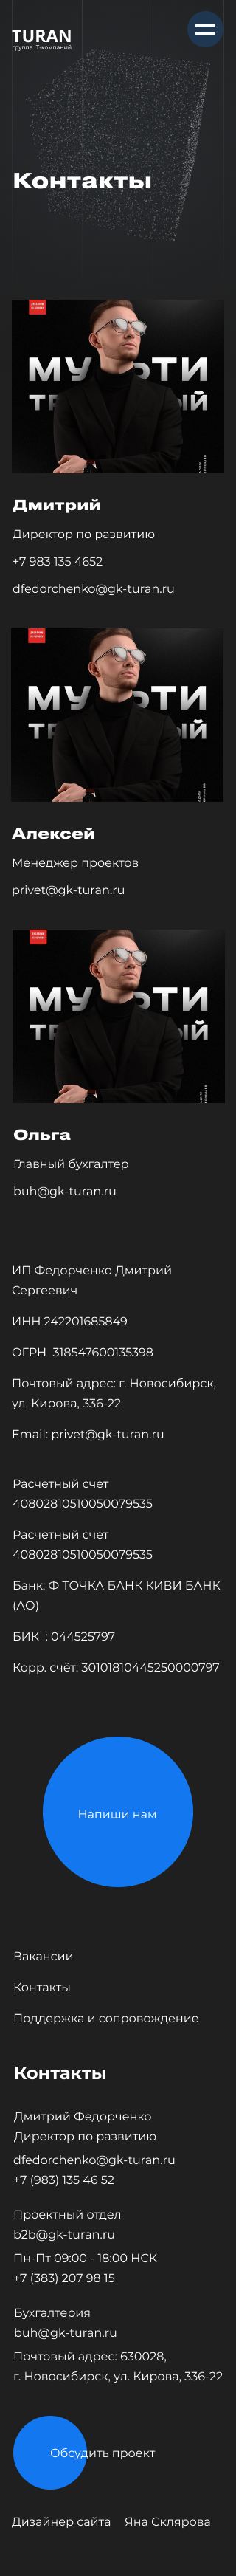 TURAN
группа IT-компаний
Контакты
МУЛЬТИ
Дмитрий
Директор по развитию
+7 983 135 4652
dfedorchenko@gk-turan.ru
Алексей
Менеджер проектов
privet@gk-turan.ru
Ольга
Главный бухгалтер
buh@gk-turan.ru
ИП Федорченко Дмитрий
Сергеевич
ИНН 242201685849
ОГРН  318547600135398
Почтовый адрес: г. Новосибирск,
ул. Кирова, 336-22
Email: privet@gk-turan.ru
Расчетный счет
40802810510050079535
Расчетный счет
40802810510050079535
Банк: Ф ТОЧКА БАНК КИВИ БАНК
(АО)
БИК  : 044525797
Корр. счёт: 30101810445250000797
Напиши нам
Вакансии
Контакты
Поддержка и сопровождение
Контакты
Дмитрий Федорченко
Директор по развитию
dfedorchenko@gk-turan.ru
+7 (983) 135 46 52
Проектный отдел
b2b@gk-turan.ru
Пн-Пт 09:00 - 18:00 НСК
+7 (383) 207 98 15
Бухгалтерия
buh@gk-turan.ru
Почтовый адрес: 630028,
г. Новосибирск, ул. Кирова, 336-22
Обсудить проект
Дизайнер сайта    Яна Склярова